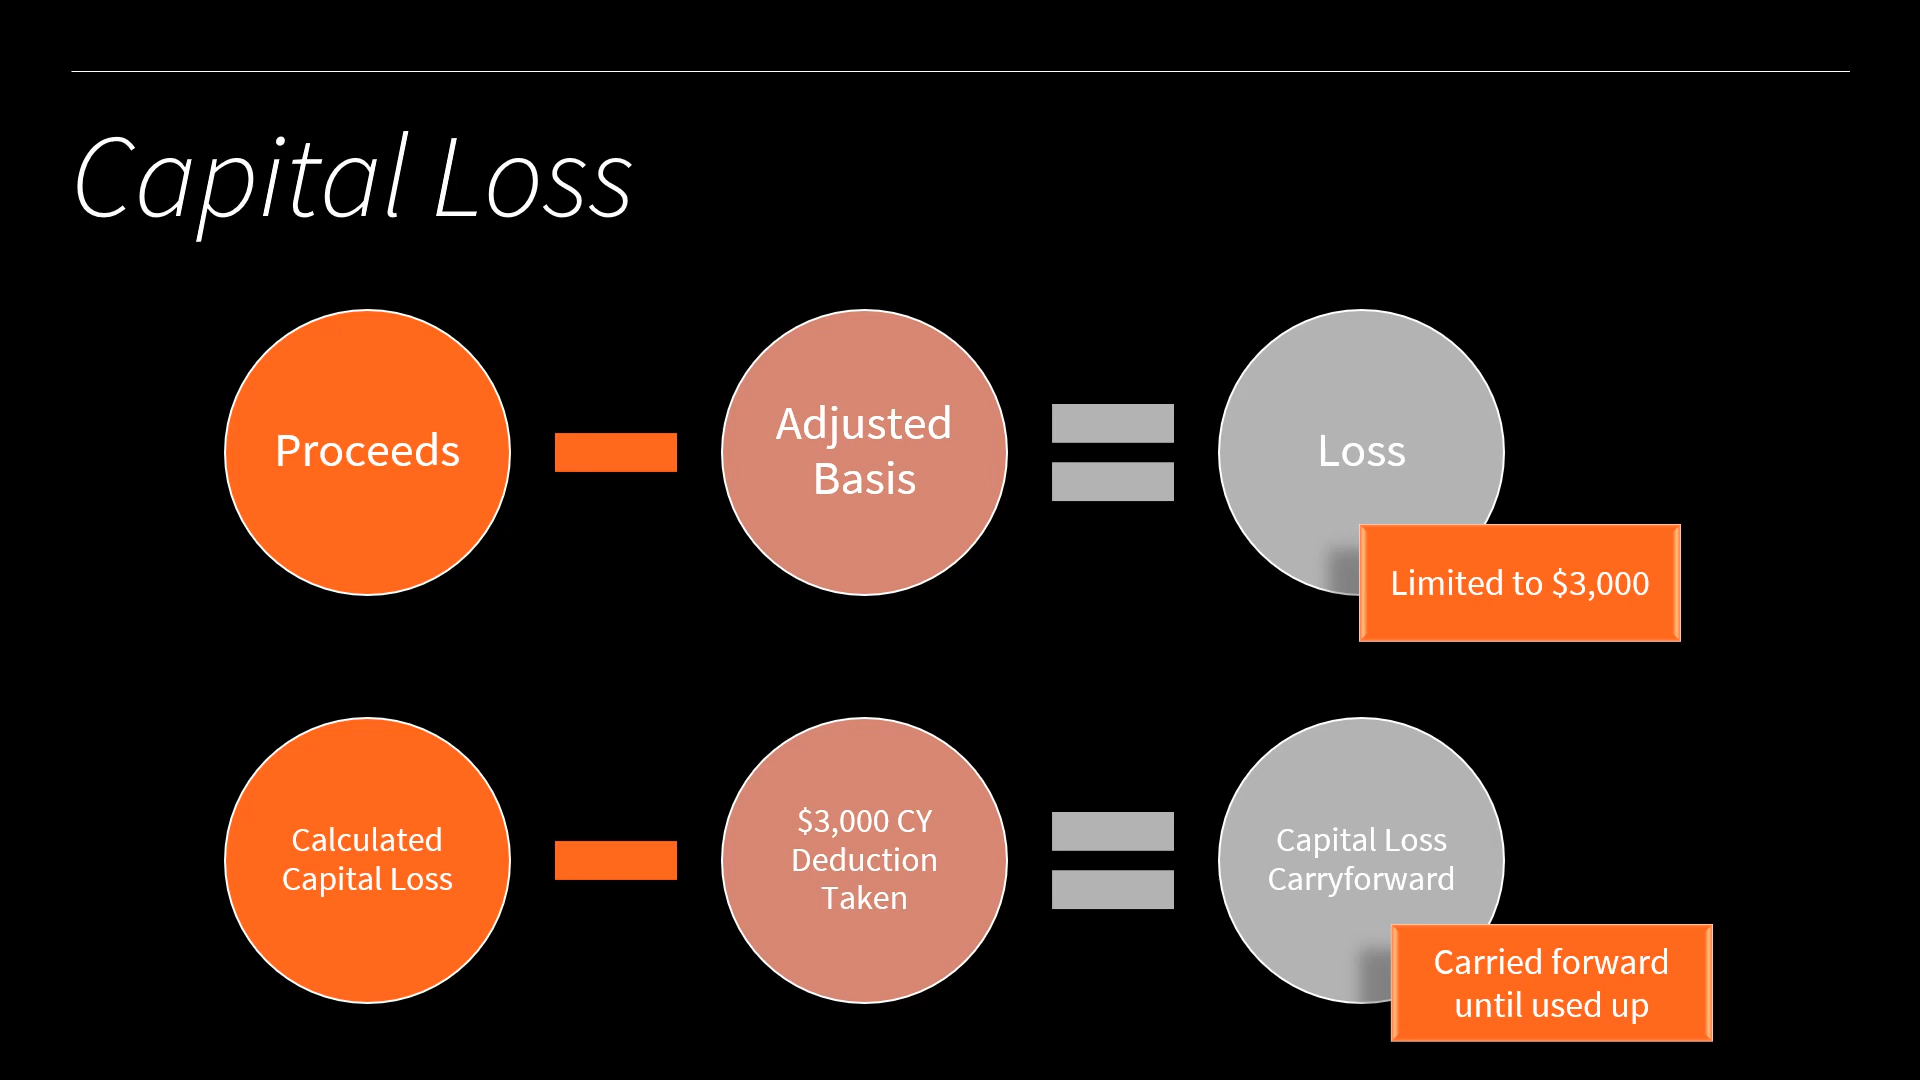 Capital Loss
Proceeds
Adjusted
Basis
Loss
Limited to $3,000
Calculated
Capital Loss
$3,000 CY
Deduction
Taken
Capital Loss
Carryforward
Carried forward
until used up